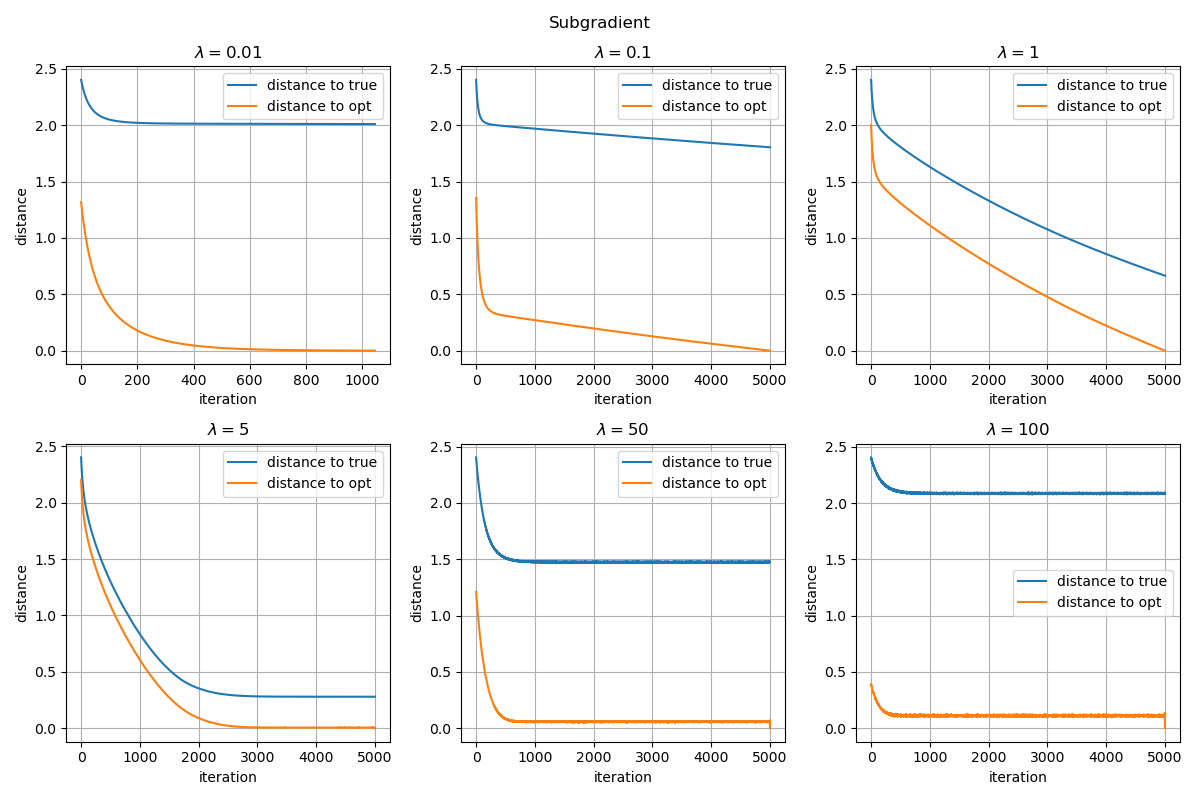 Subgradient
λ = 0.01
distance to true
distance to opt
2.5
2.0
1.5
1.0
0.5
0.0
distance
0 200 400 600 800 1000
iteration
λ = 0.1
distance to true
distance to opt
2.5
2.0
1.5
1.0
0.5
0.0
distance
0 1000 2000 3000 4000 5000
iteration
λ = 1
distance to true
distance to opt
2.5
2.0
1.5
1.0
0.5
0.0
distance
0 1000 2000 3000 4000 5000
iteration
λ = 5
distance to true
distance to opt
2.5
2.0
1.5
1.0
0.5
0.0
distance
0 1000 2000 3000 4000 5000
iteration
λ = 50
distance to true
distance to opt
2.5
2.0
1.5
1.0
0.5
0.0
distance
0 1000 2000 3000 4000 5000
iteration
λ = 100
distance to true
distance to opt
2.5
2.0
1.5
1.0
0.5
0.0
distance
0 1000 2000 3000 4000 5000
iteration